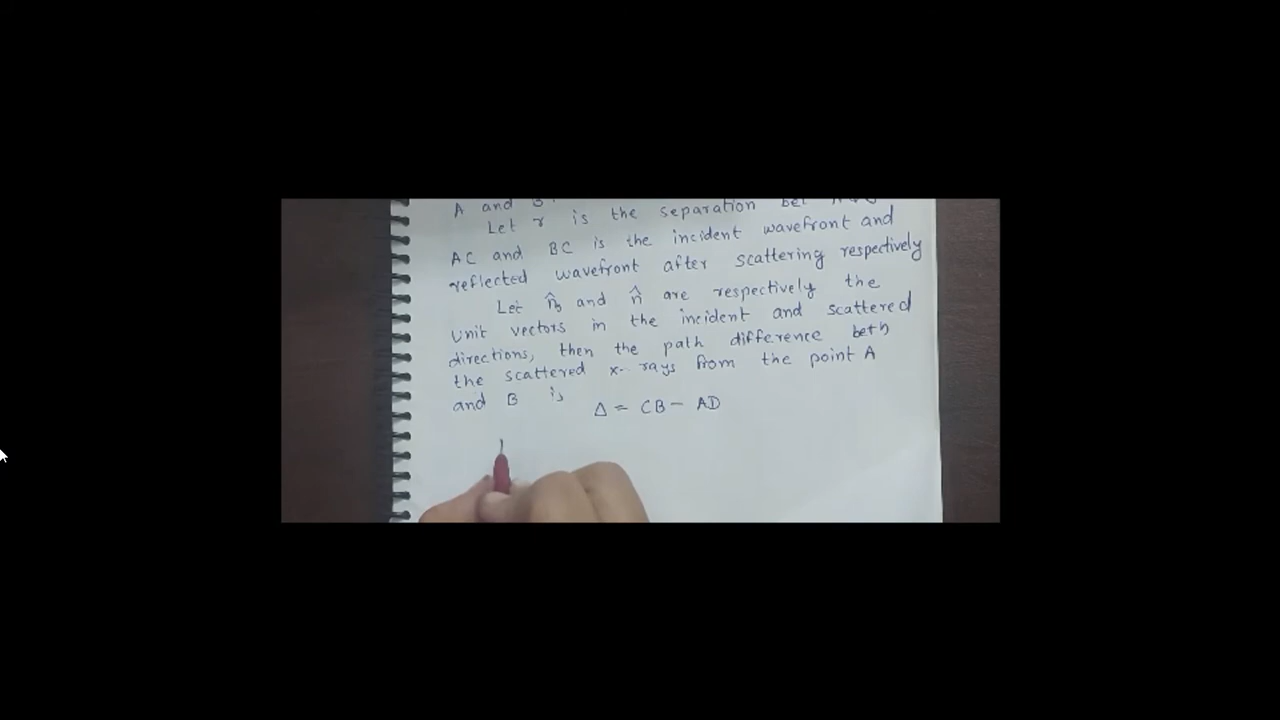 A and B.
Let r is the separation bet
AC and BC is the incident wavefront and
reflected wavefront after scattering respectively
Let n̂₀ and n̂ are respectively the
unit vectors in the incident and scattered
directions, then the path difference betn
the scattered x-rays from the point A
and B is
Δ = CB - AD